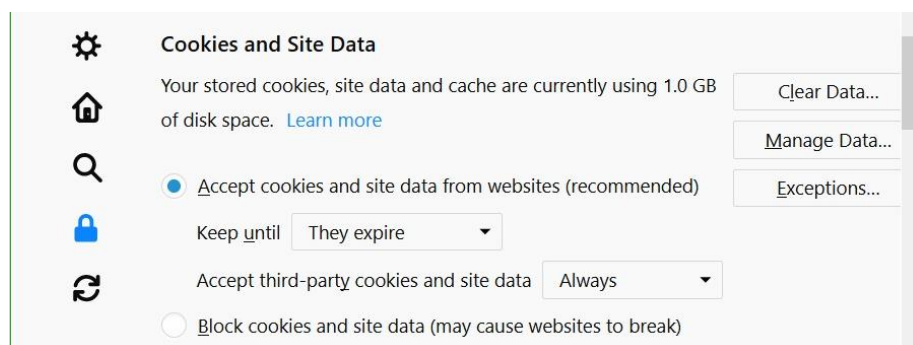 Cookies and Site Data
Your stored cookies, site data and cache are currently using 1.0 GB
of disk space. Learn more
Clear Data...
Manage Data...
Exceptions...
Accept cookies and site data from websites (recommended)
Keep until They expire
Accept third-party cookies and site data Always
Block cookies and site data (may cause websites to break)